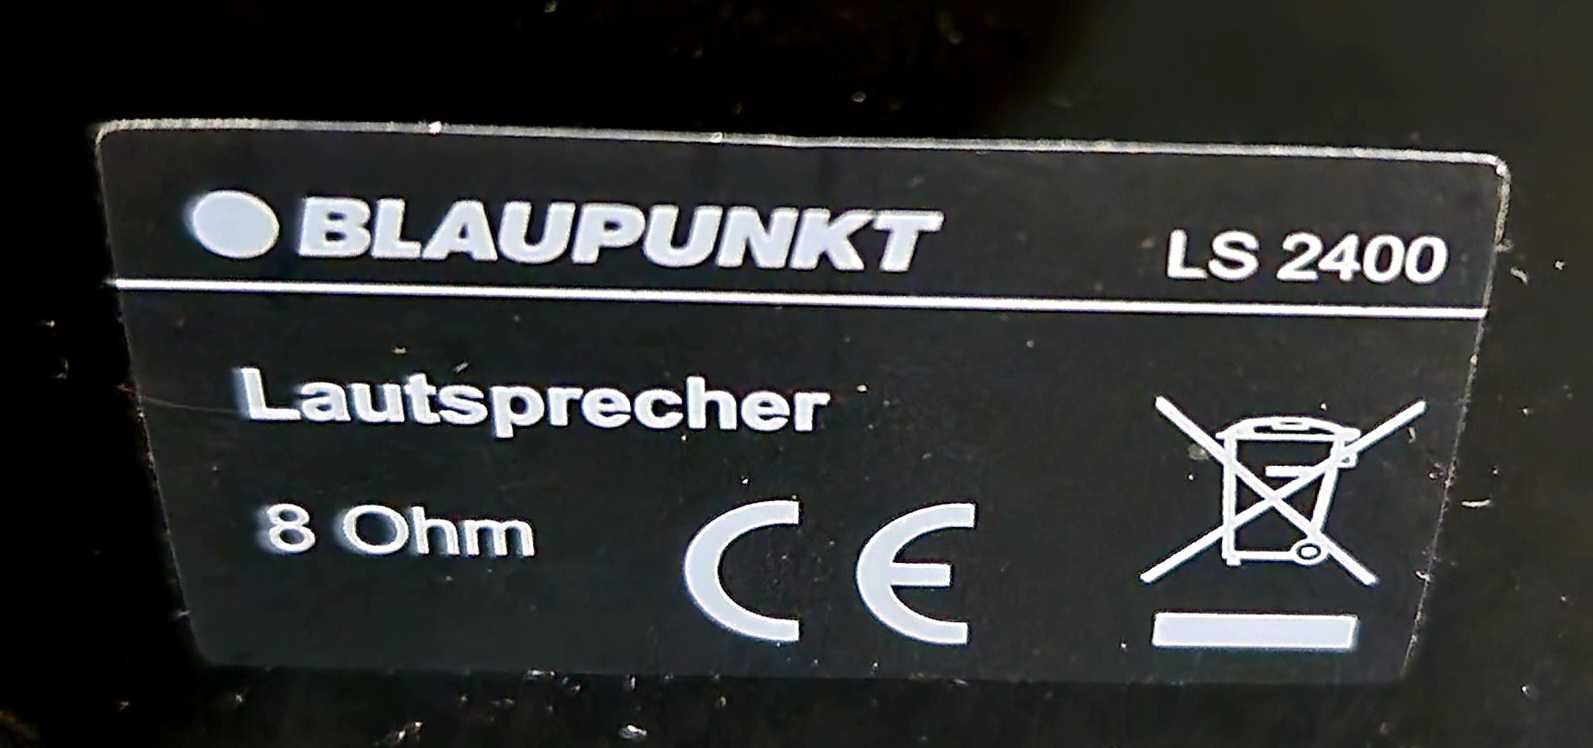 BLAUPUNKT LS 2400
Lautsprecher
8 Ohm CE